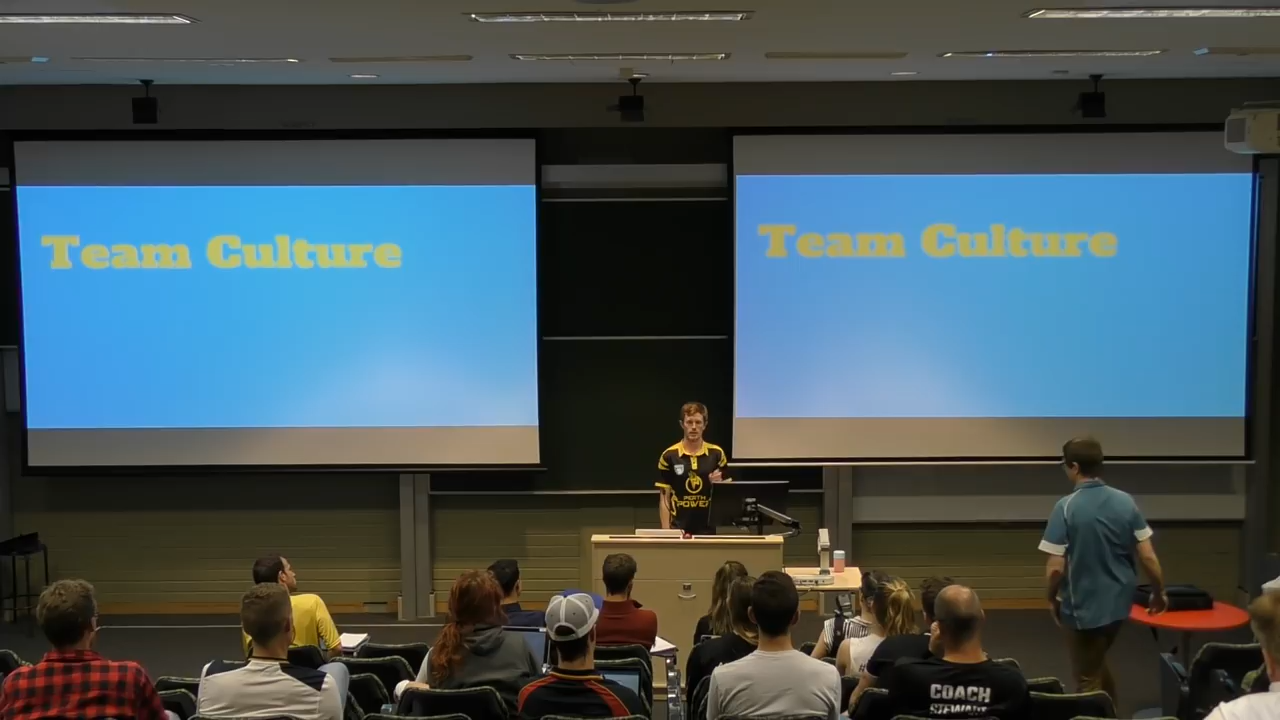 Team Culture
Team Culture
PERTH
POWER
COACH
STEWART